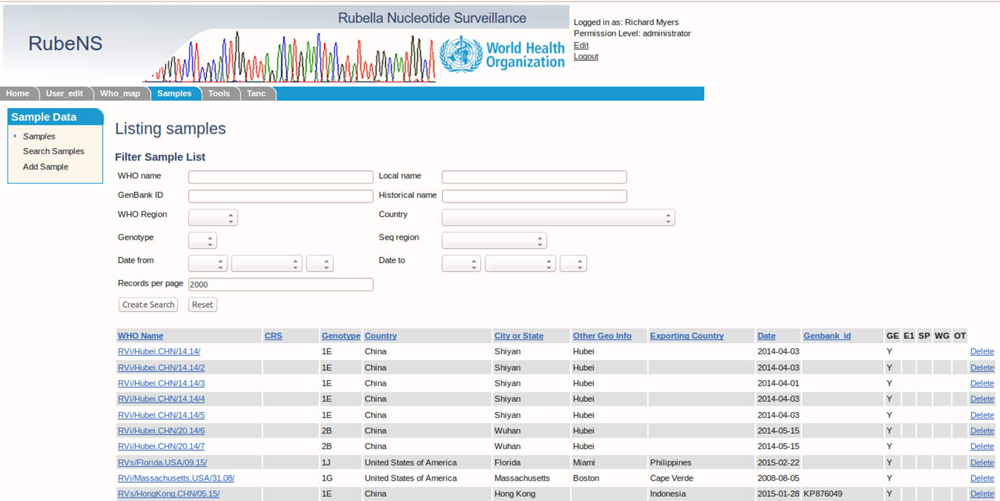 Rubella Nucleotide Surveillance
RubeNS
World Health
Organization
Logged in as: Richard Myers
Permission Level: administrator
Edit
Logout
Home User_edit Who_map Samples Tools Tanc
Sample Data
Samples
Search Samples
Add Sample
Listing samples
Filter Sample List
WHO name Local name
GenBank ID Historical name
WHO Region Country
Genotype Seq region
Date from Date to
Records per page 2000
Create Search Reset
WHO Name CRS Genotype Country City or State Other Geo Info Exporting Country Date Genbank_id GE E1 SP WG OT
RVi/Hubei.CHN/14.14/ 1E China Shiyan Hubei 2014-04-03 Y Delete
RVi/Hubei.CHN/14.14/2 1E China Shiyan Hubei 2014-04-03 Y Delete
RVi/Hubei.CHN/14.14/3 1E China Shiyan Hubei 2014-04-01 Y Delete
RVi/Hubei.CHN/14.14/4 1E China Shiyan Hubei 2014-04-03 Y Delete
RVi/Hubei.CHN/14.14/5 1E China Shiyan Hubei 2014-04-03 Y Delete
RVi/Hubei.CHN/20.14/6 2B China Wuhan Hubei 2014-05-15 Y Delete
RVi/Hubei.CHN/20.14/7 2B China Wuhan Hubei 2014-05-15 Y Delete
RVs/Florida.USA/09.15/ 1J United States of America Florida Miami Philippines 2015-02-22 Y Delete
RVi/Massachusetts.USA/31.08/ 1G United States of America Massachusetts Boston Cape Verde 2008-08-05 Y Delete
RVs/HongKong.CHN/05.15/ 1E China Hong Kong Indonesia 2015-01-28 KP876049 Y Delete